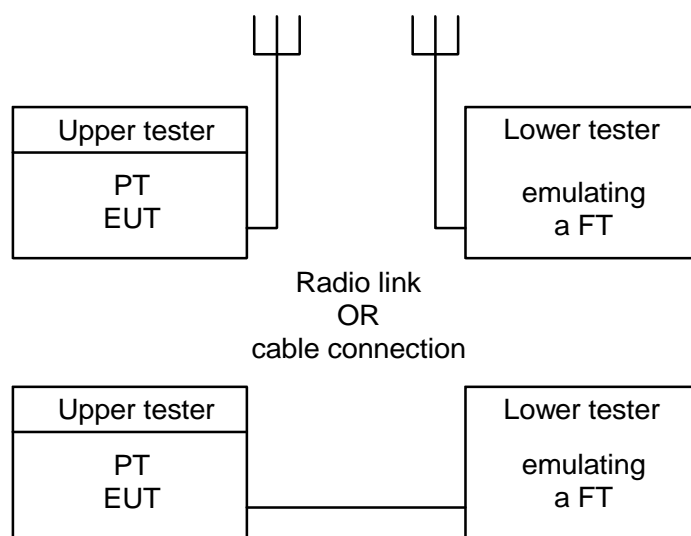 Upper tester
PT
EUT
Lower tester
emulating
a FT
Radio link
OR
cable connection
Upper tester
PT
EUT
Lower tester
emulating
a FT